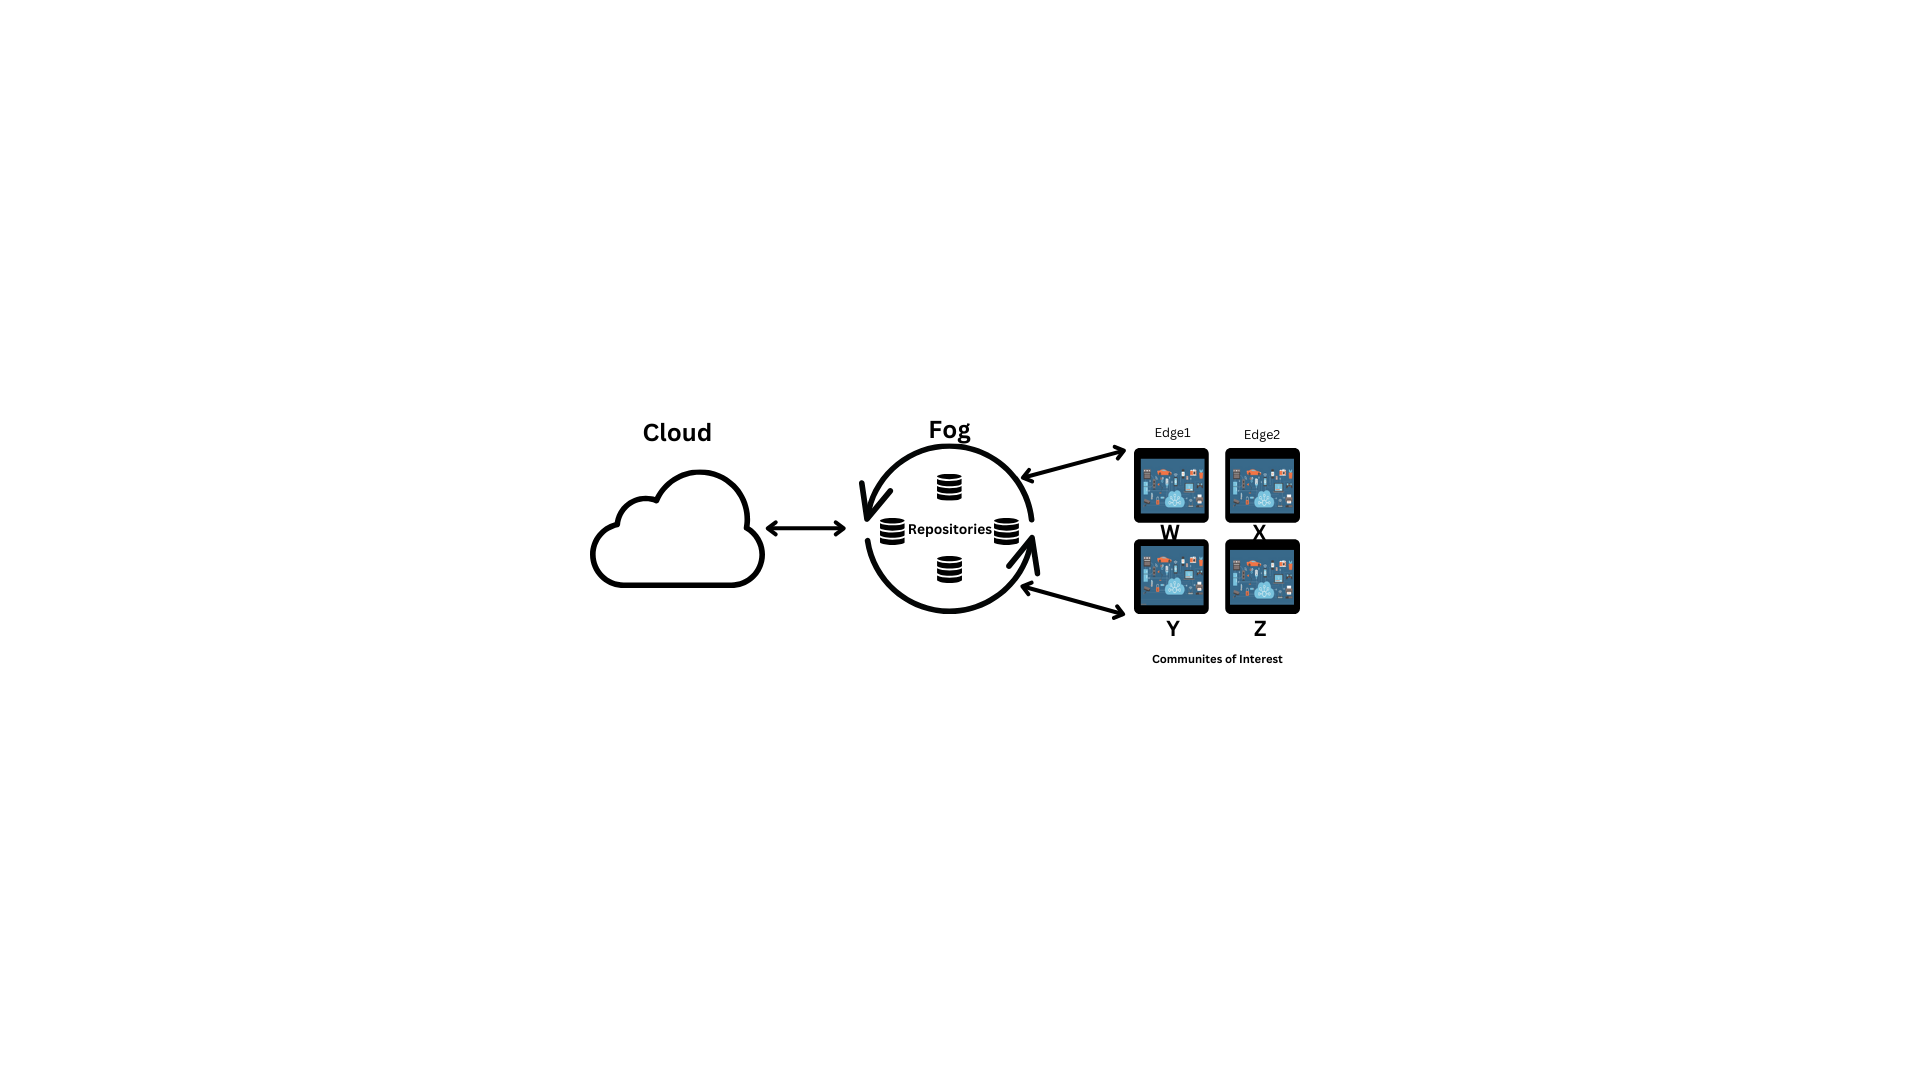 Cloud
Fog
Edge1
Edge2
Repositories
W
X
Y
Z
Communites of Interest